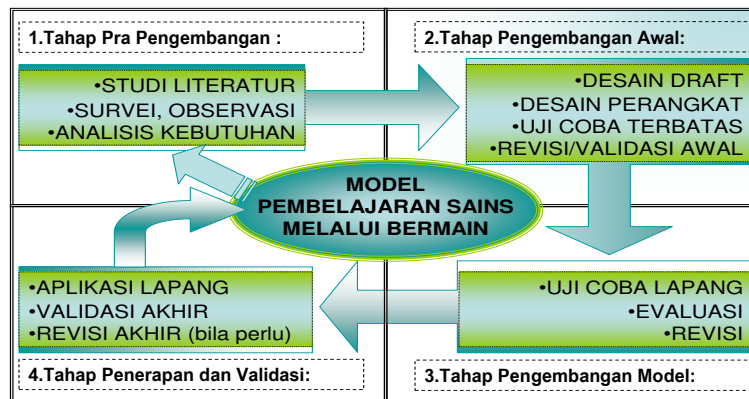 1.Tahap Pra Pengembangan :
•STUDI LITERATUR
•SURVEI, OBSERVASI
•ANALISIS KEBUTUHAN
2.Tahap Pengembangan Awal:
•DESAIN DRAFT
•DESAIN PERANGKAT
•UJI COBA TERBATAS
•REVISI/VALIDASI AWAL
MODEL
PEMBELAJARAN SAINS
MELALUI BERMAIN
•APLIKASI LAPANG
•VALIDASI AKHIR
•REVISI AKHIR (bila perlu)
4.Tahap Penerapan dan Validasi:
•UJI COBA LAPANG
•EVALUASI
•REVISI
3.Tahap Pengembangan Model: